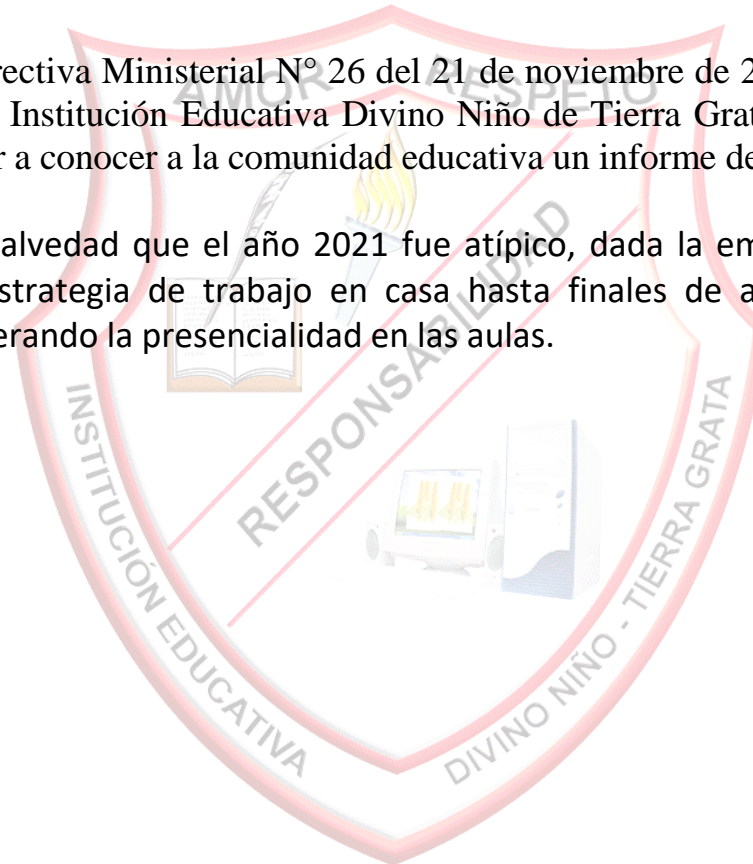 AMOR RESPETO
rectiva Ministerial N° 26 del 21 de noviembre de 2
Institución Educativa Divino Niño de Tierra Grat
r a conocer a la comunidad educativa un informe de
alvedad que el año 2021 fue atípico, dada la em
strategia de trabajo en casa hasta finales de a
erando la presencialidad en las aulas.
RESPONSABILIDAD
INSTITUCIÓN EDUCATIVA
DIVINO NIÑO - TIERRA GRATA